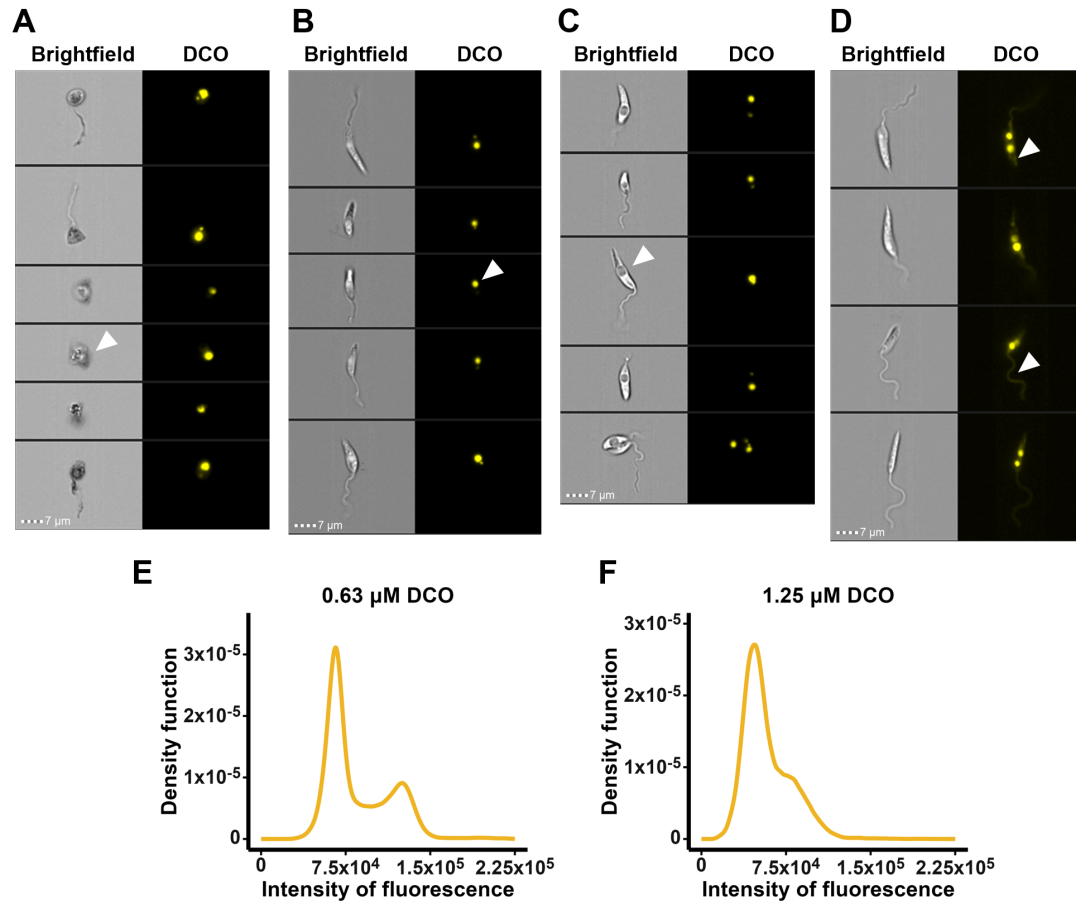 A
B
C
D
Brightfield DCO
Brightfield DCO
Brightfield DCO
Brightfield DCO
7 µm
7 µm
7 µm
7 µm
E
F
0.63 µM DCO
1.25 µM DCO
Density function
3x10⁻⁵
2x10⁻⁵
1x10⁻⁵
0
0 7.5x10⁴ 1.5x10⁵ 2.25x10⁵
Intensity of fluorescence
Density function
3x10⁻⁵
2x10⁻⁵
1x10⁻⁵
0
0 7.5x10⁴ 1.5x10⁵ 2.25x10⁵
Intensity of fluorescence